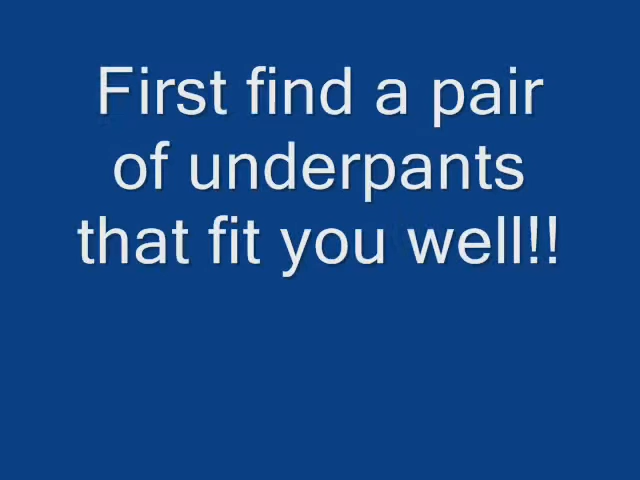 First find a pair
of underpants
that fit you well!!